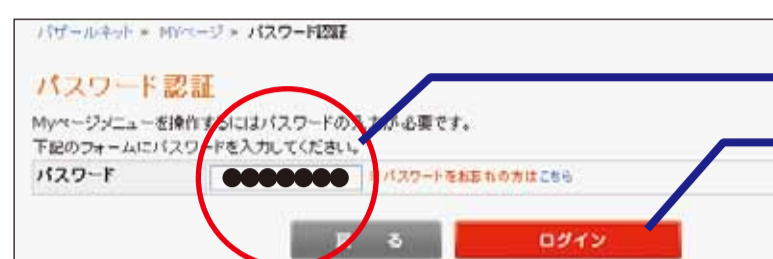 バザールネット » MYページ » パスワード認証
パスワード認証
Myページメニューを操作するにはパスワードの入力が必要です。
下記のフォームにパスワードを入力してください。
パスワード ●●●●●●● ※パスワードをお忘れの方はこちら
戻る ログイン